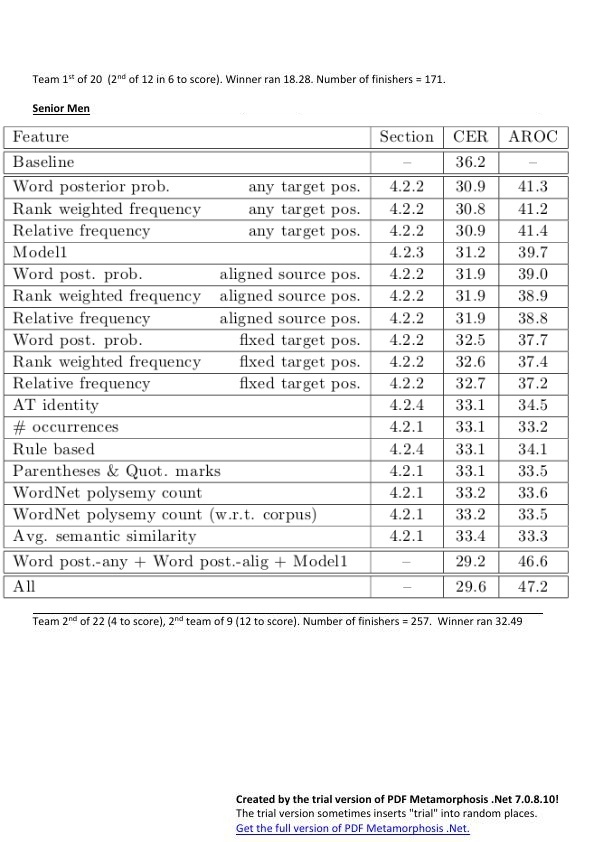 Team 1st of 20 (2nd of 12 in 6 to score). Winner ran 18.28. Number of finishers = 171.
Senior Men
Feature Section CER AROC
Baseline – 36.2 –
Word posterior prob. any target pos. 4.2.2 30.9 41.3
Rank weighted frequency any target pos. 4.2.2 30.8 41.2
Relative frequency any target pos. 4.2.2 30.9 41.4
Model1 4.2.3 31.2 39.7
Word post. prob. aligned source pos. 4.2.2 31.9 39.0
Rank weighted frequency aligned source pos. 4.2.2 31.9 38.9
Relative frequency aligned source pos. 4.2.2 31.9 38.8
Word post. prob. fixed target pos. 4.2.2 32.5 37.7
Rank weighted frequency fixed target pos. 4.2.2 32.6 37.4
Relative frequency fixed target pos. 4.2.2 32.7 37.2
AT identity 4.2.4 33.1 34.5
# occurrences 4.2.1 33.1 33.2
Rule based 4.2.4 33.1 34.1
Parentheses & Quot. marks 4.2.1 33.1 33.5
WordNet polysemy count 4.2.1 33.2 33.6
WordNet polysemy count (w.r.t. corpus) 4.2.1 33.2 33.5
Avg. semantic similarity 4.2.1 33.4 33.3
Word post.-any + Word post.-alig + Model1 – 29.2 46.6
All – 29.6 47.2
Team 2nd of 22 (4 to score), 2nd team of 9 (12 to score). Number of finishers = 257. Winner ran 32.49
Created by the trial version of PDF Metamorphosis .Net 7.0.8.10!
The trial version sometimes inserts "trial" into random places.
Get the full version of PDF Metamorphosis .Net.